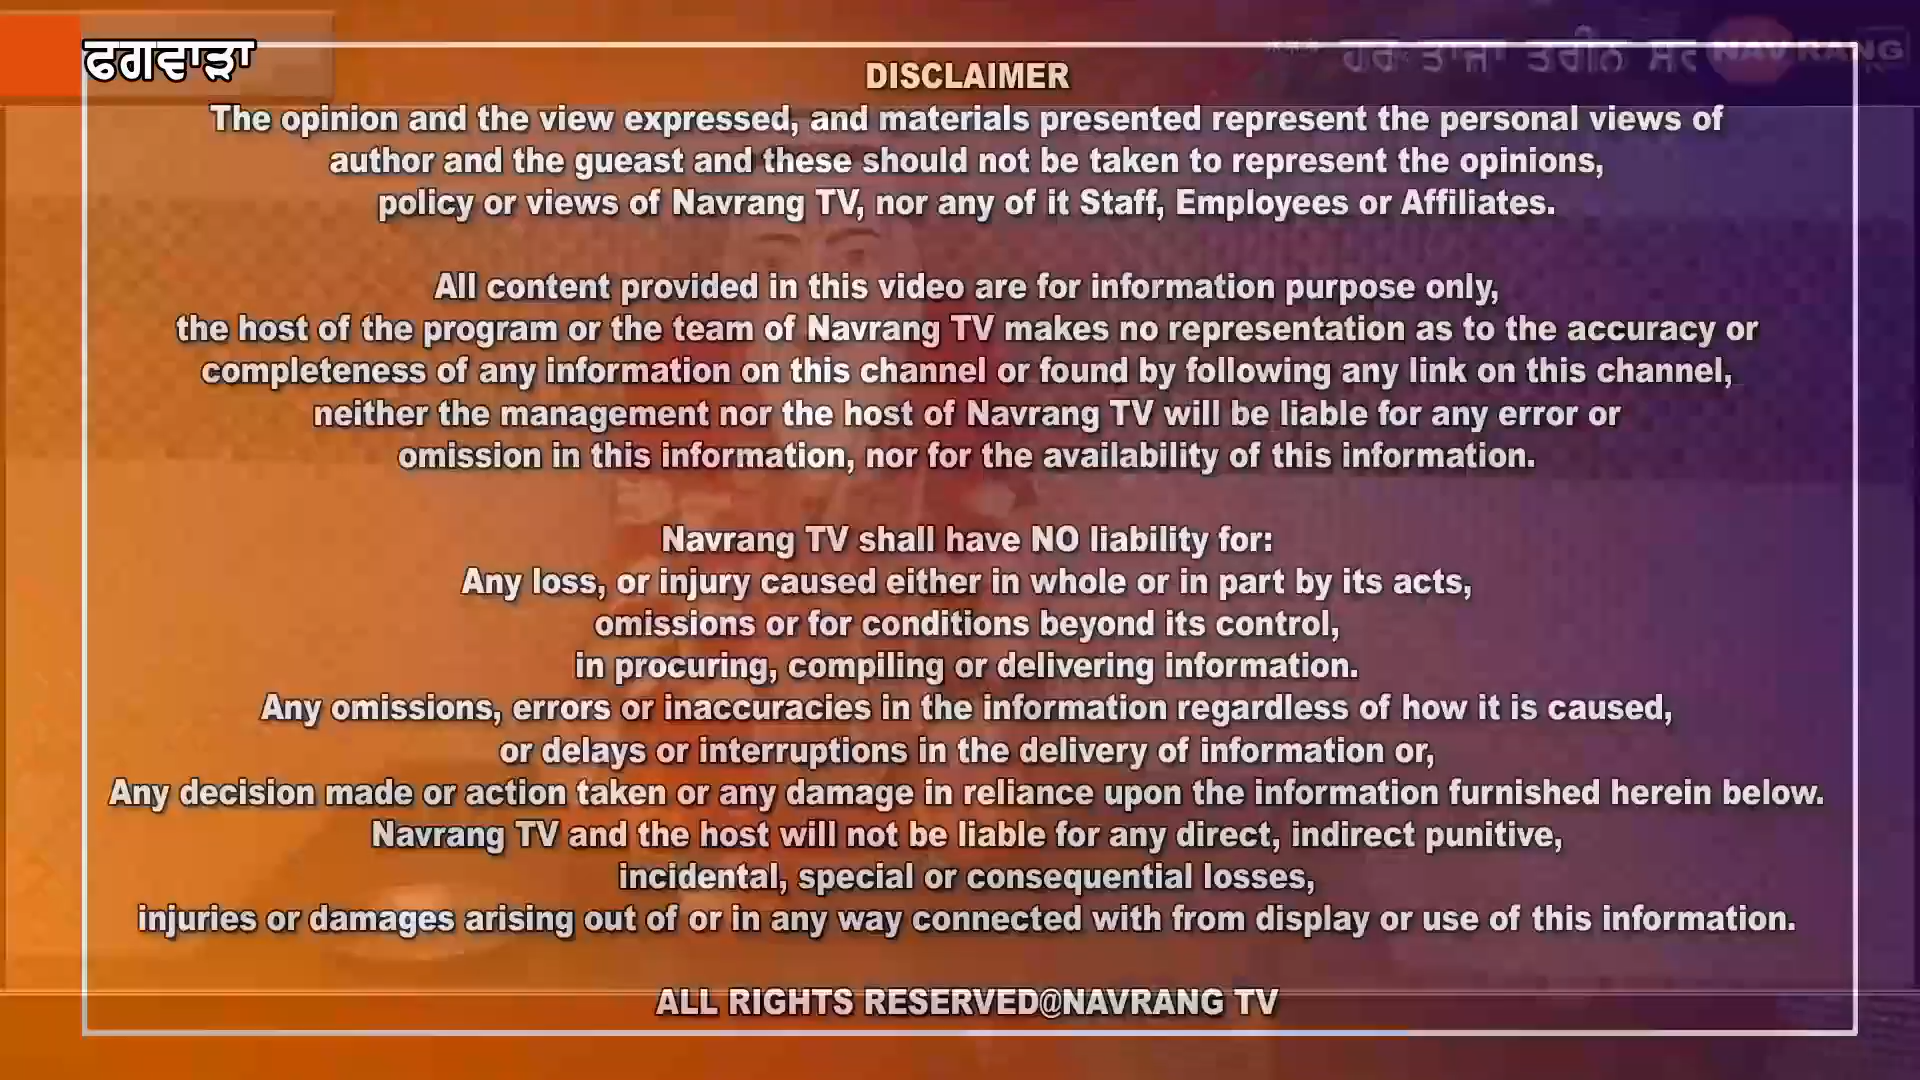 ਫਗਵਾੜਾ
ਹਰ ਤਾਜਾ ਤਰੀਨ
NAV RANG
DISCLAIMER
The opinion and the view expressed, and materials presented represent the personal views of
author and the gueast and these should not be taken to represent the opinions,
policy or views of Navrang TV, nor any of it Staff, Employees or Affiliates.
All content provided in this video are for information purpose only,
the host of the program or the team of Navrang TV makes no representation as to the accuracy or
completeness of any information on this channel or found by following any link on this channel,
neither the management nor the host of Navrang TV will be liable for any error or
omission in this information, nor for the availability of this information.
Navrang TV shall have NO liability for:
Any loss, or injury caused either in whole or in part by its acts,
omissions or for conditions beyond its control,
in procuring, compiling or delivering information.
Any omissions, errors or inaccuracies in the information regardless of how it is caused,
or delays or interruptions in the delivery of information or,
Any decision made or action taken or any damage in reliance upon the information furnished herein below.
Navrang TV and the host will not be liable for any direct, indirect punitive,
incidental, special or consequential losses,
injuries or damages arising out of or in any way connected with from display or use of this information.
ALL RIGHTS RESERVED@NAVRANG TV